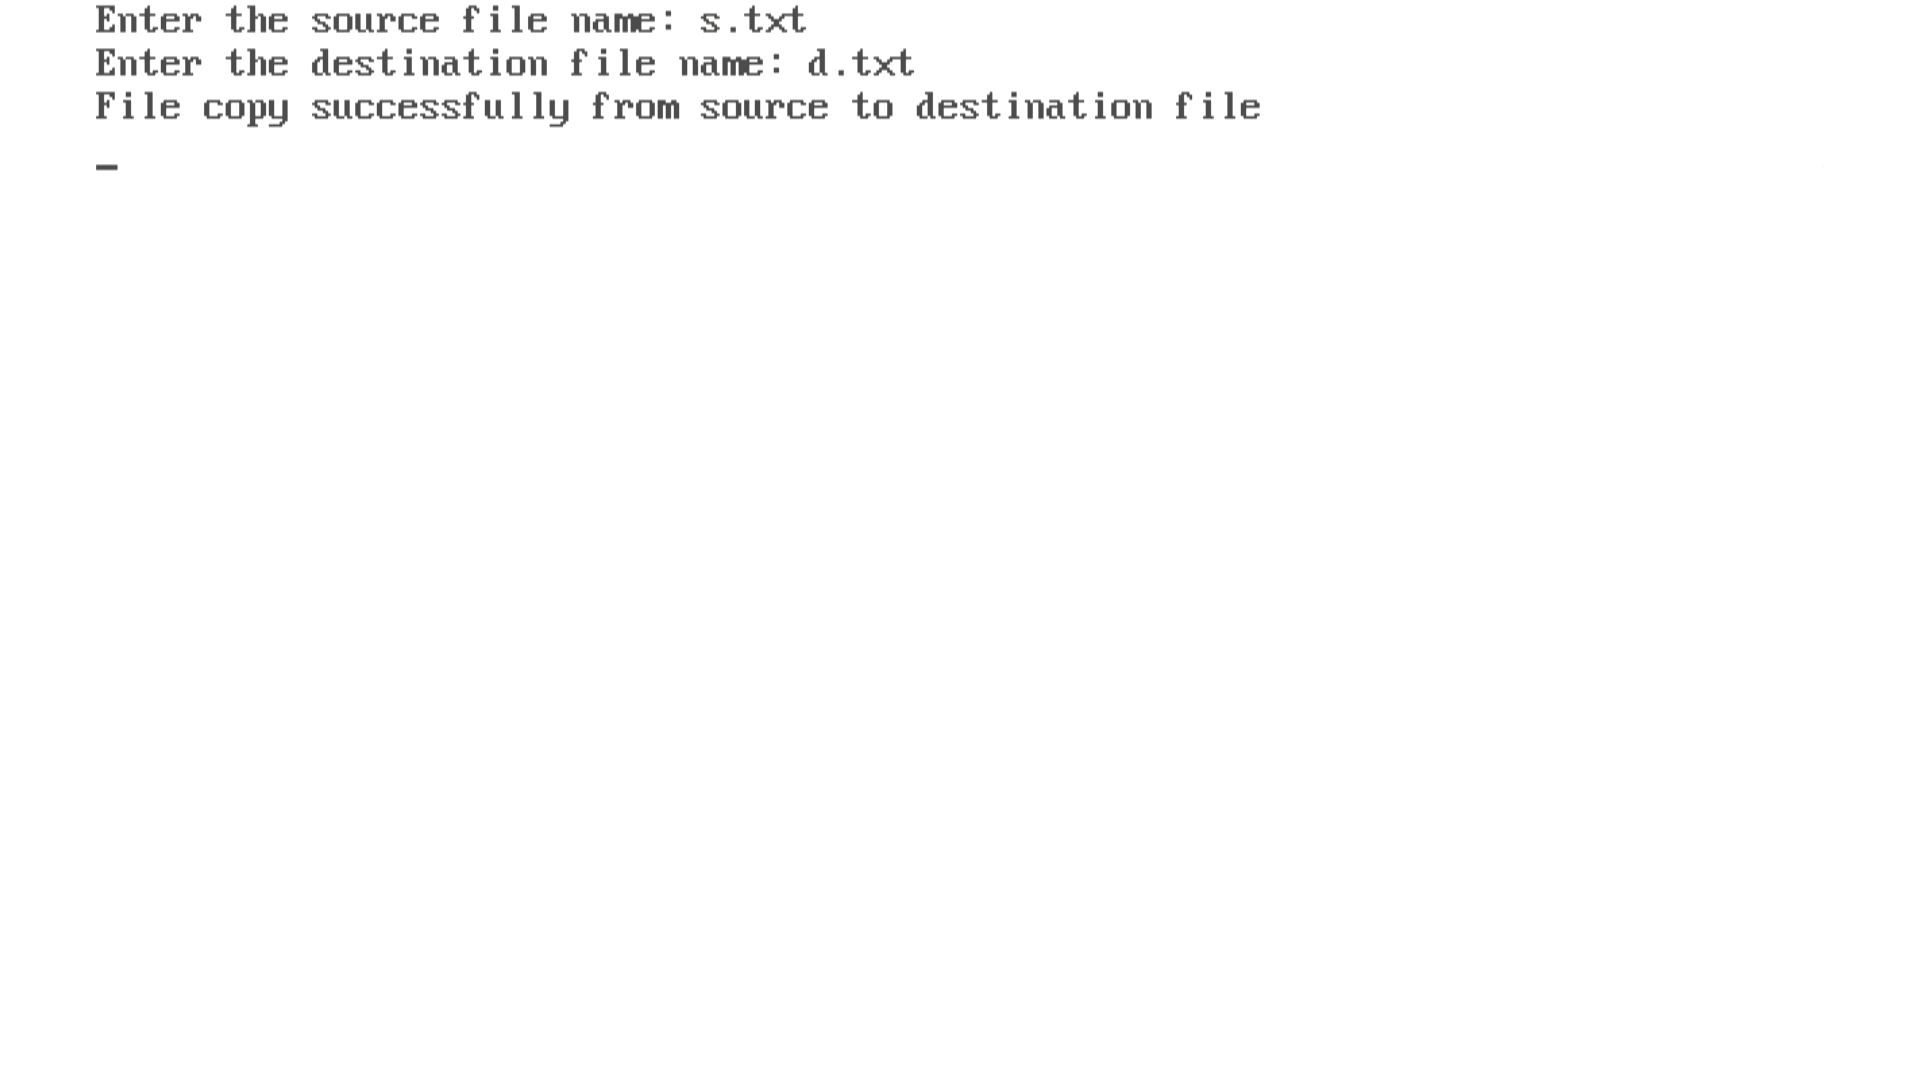 Enter the source file name: s.txt
Enter the destination file name: d.txt
File copy successfully from source to destination file
_